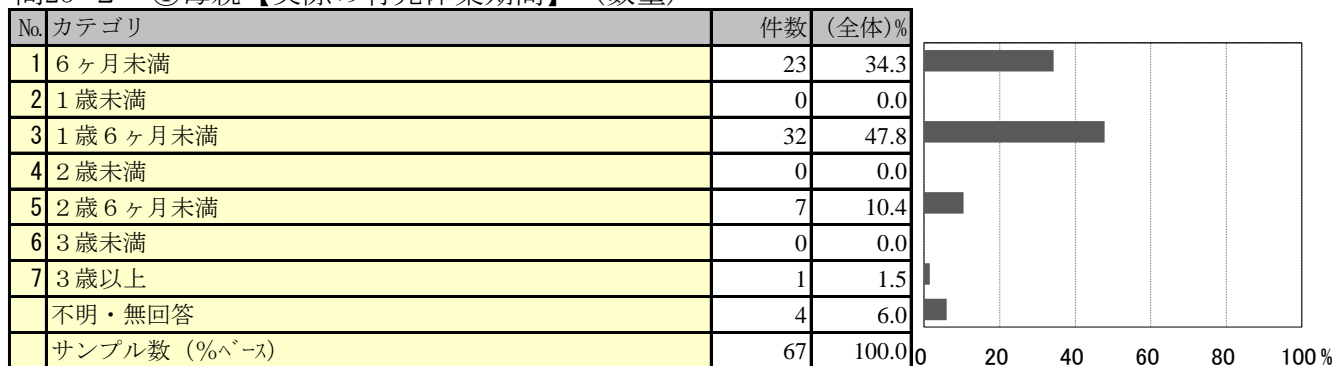 No. カテゴリ 件数 (全体)%
1 ６ヶ月未満 23 34.3
2 １歳未満 0 0.0
3 １歳６ヶ月未満 32 47.8
4 ２歳未満 0 0.0
5 ２歳６ヶ月未満 7 10.4
6 ３歳未満 0 0.0
7 ３歳以上 1 1.5
不明・無回答 4 6.0
サンプル数（％ﾍﾞｰｽ） 67 100.0
0 20 40 60 80 100％